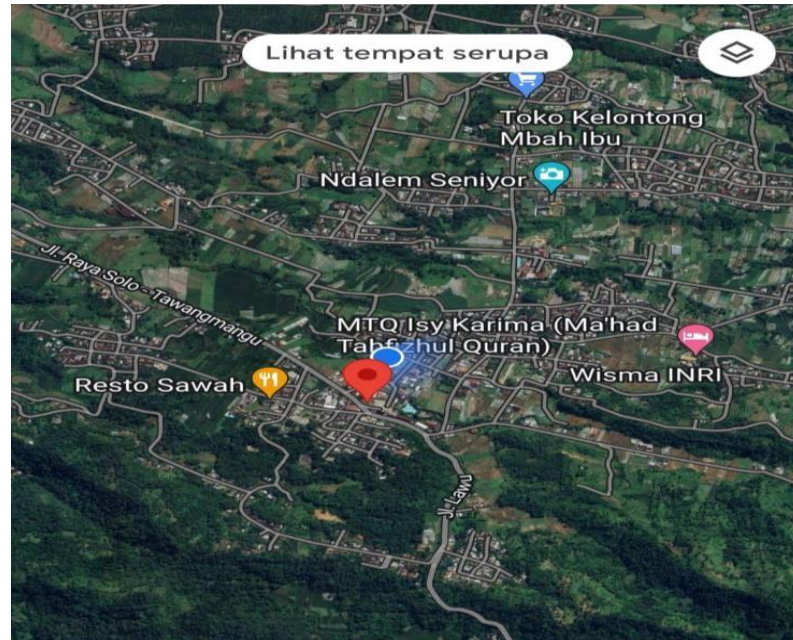 Lihat tempat serupa
Toko Kelontong
Mbah Ibu
Ndalem Seniyor
Jl. Raya Solo - Tawangmangu
MTQ Isy Karima (Ma'had
Tahfizhul Quran)
Resto Sawah
Wisma INRI
Jl. Lawu